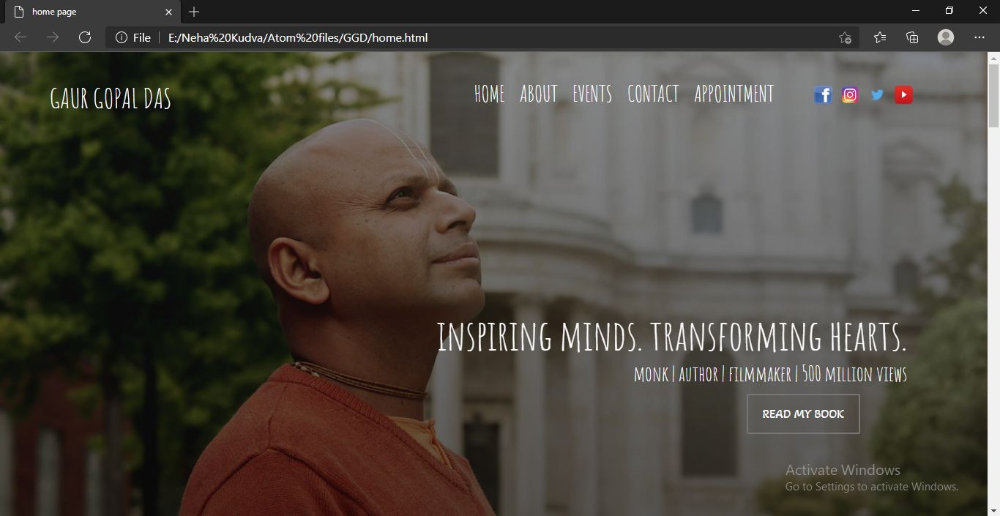 home page
File
E:/Neha%20Kudva/Atom%20files/GGD/home.html
GAUR GOPAL DAS
HOME ABOUT EVENTS CONTACT APPOINTMENT
INSPIRING MINDS. TRANSFORMING HEARTS.
MONK | AUTHOR | FILMMAKER | 500 MILLION VIEWS
READ MY BOOK
Activate Windows
Go to Settings to activate Windows.